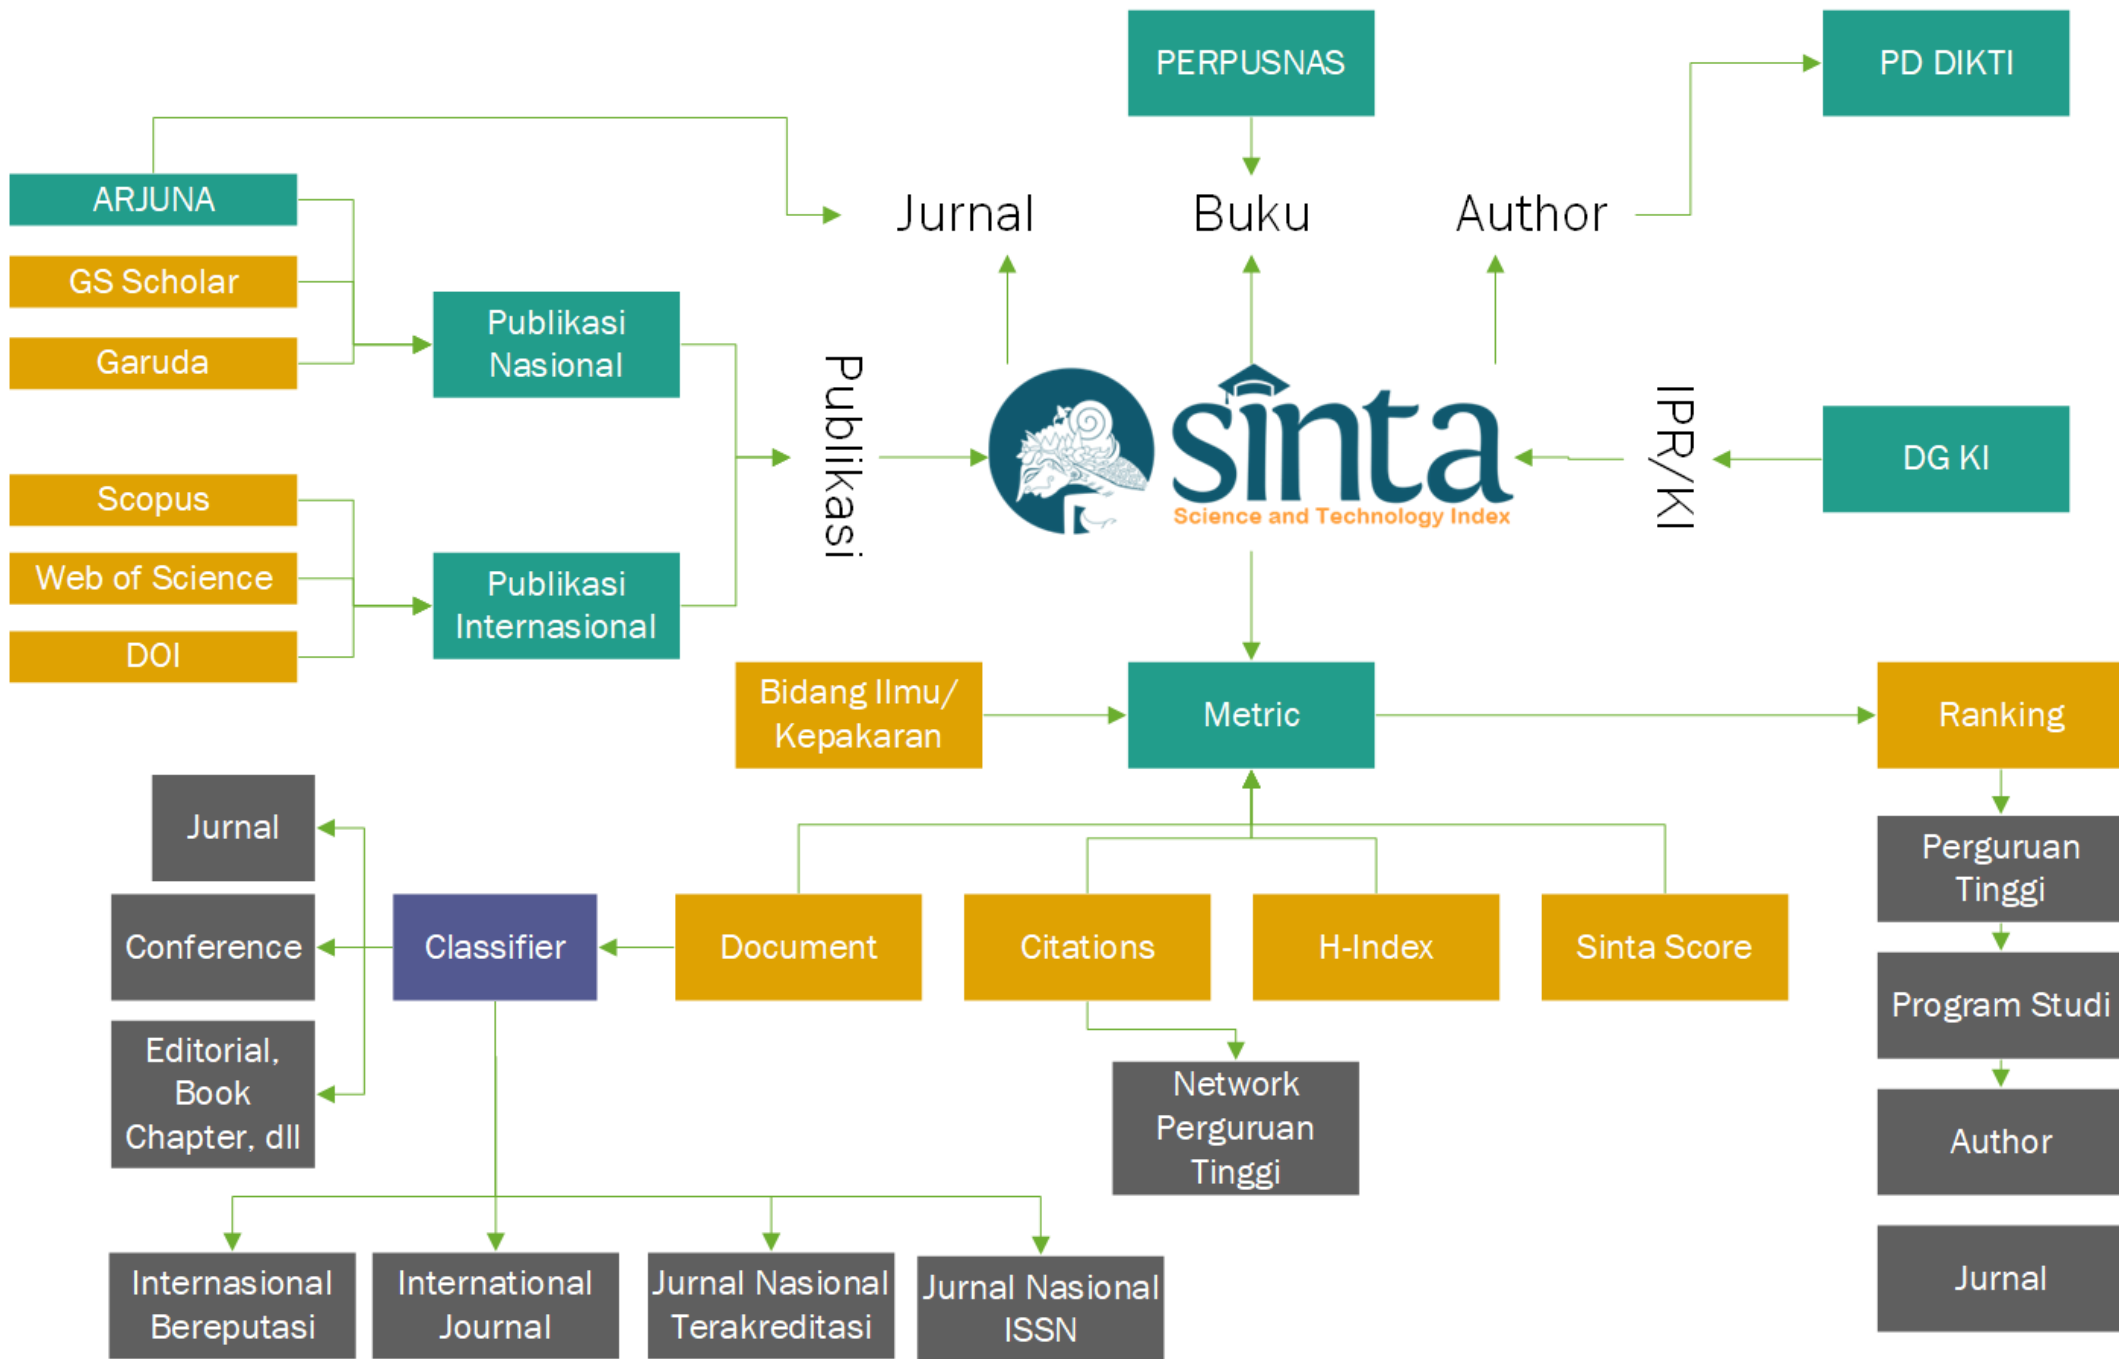 PERPUSNAS
PD DIKTI
ARJUNA
GS Scholar
Garuda
Jurnal
Buku
Author
Publikasi
Nasional
Publikasi
sinta
Science and Technology Index
IPR/KI
DG KI
Scopus
Web of Science
DOI
Publikasi
Internasional
Bidang Ilmu/
Kepakaran
Metric
Ranking
Jurnal
Conference
Editorial,
Book
Chapter, dll
Classifier
Document
Citations
H-Index
Sinta Score
Network
Perguruan
Tinggi
Perguruan
Tinggi
Program Studi
Author
Jurnal
Internasional
Bereputasi
International
Journal
Jurnal Nasional
Terakreditasi
Jurnal Nasional
ISSN